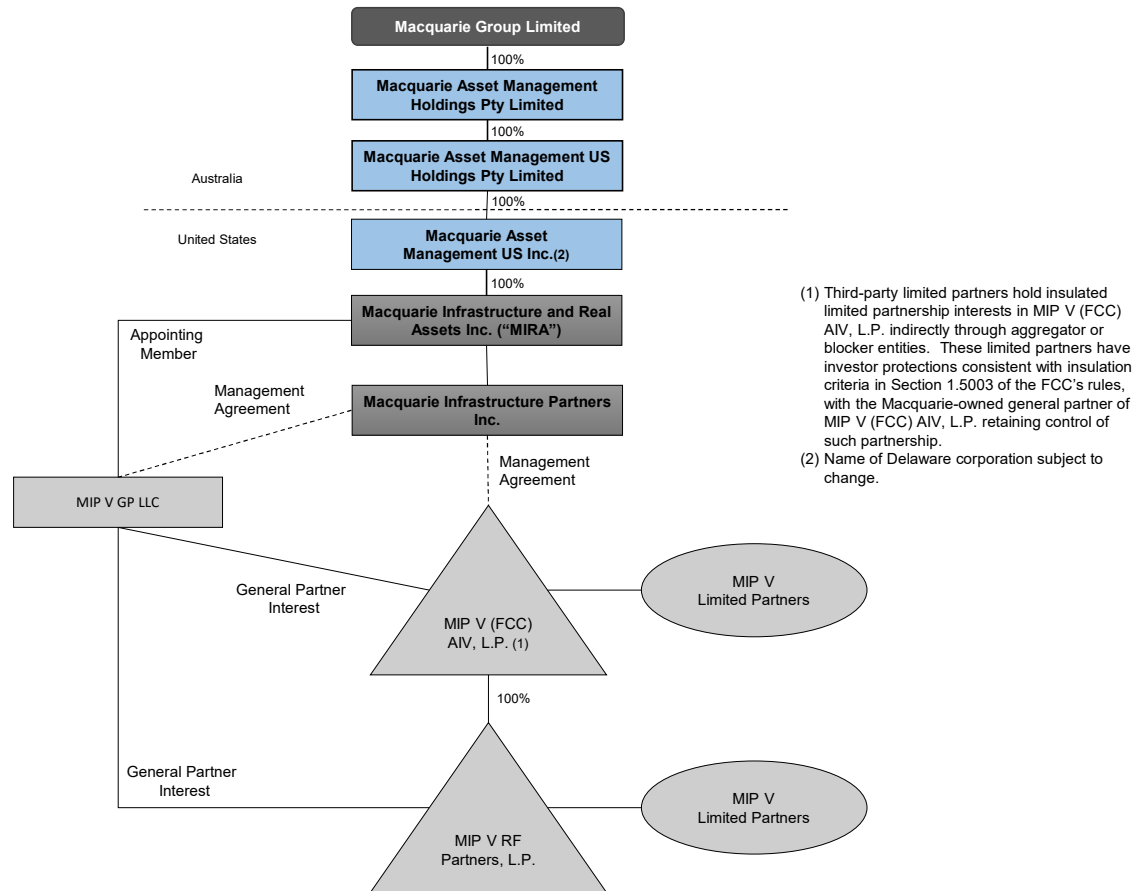 Macquarie Group Limited
100%
Macquarie Asset Management
Holdings Pty Limited
100%
Macquarie Asset Management US
Holdings Pty Limited
Australia
100%
United States
Macquarie Asset
Management US Inc.(2)
100%
Macquarie Infrastructure and Real
Assets Inc. (“MIRA”)
Appointing
Member
Management
Agreement
Macquarie Infrastructure Partners
Inc.
Management
Agreement
MIP V GP LLC
General Partner
Interest
MIP V (FCC)
AIV, L.P. (1)
MIP V
Limited Partners
100%
General Partner
Interest
MIP V RF
Partners, L.P.
MIP V
Limited Partners
(1) Third-party limited partners hold insulated
limited partnership interests in MIP V (FCC)
AIV, L.P. indirectly through aggregator or
blocker entities.  These limited partners have
investor protections consistent with insulation
criteria in Section 1.5003 of the FCC’s rules,
with the Macquarie-owned general partner of
MIP V (FCC) AIV, L.P. retaining control of
such partnership.
(2) Name of Delaware corporation subject to
change.